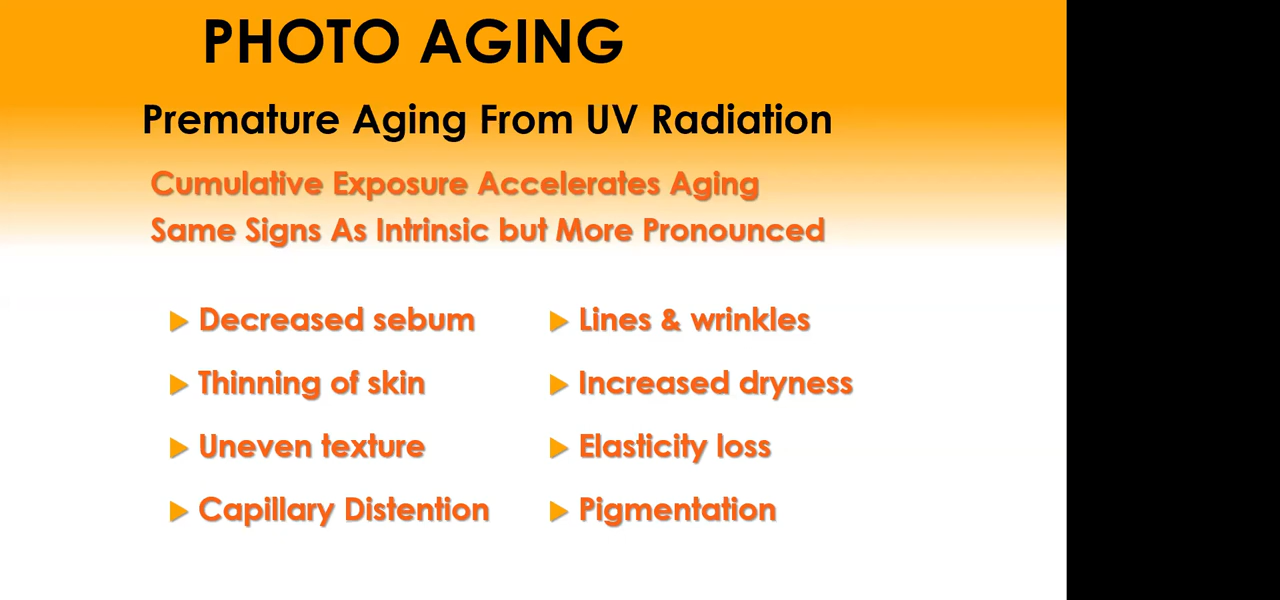 PHOTO AGING
Premature Aging From UV Radiation
Cumulative Exposure Accelerates Aging
Same Signs As Intrinsic but More Pronounced
Decreased sebum
Thinning of skin
Uneven texture
Capillary Distention
Lines & wrinkles
Increased dryness
Elasticity loss
Pigmentation